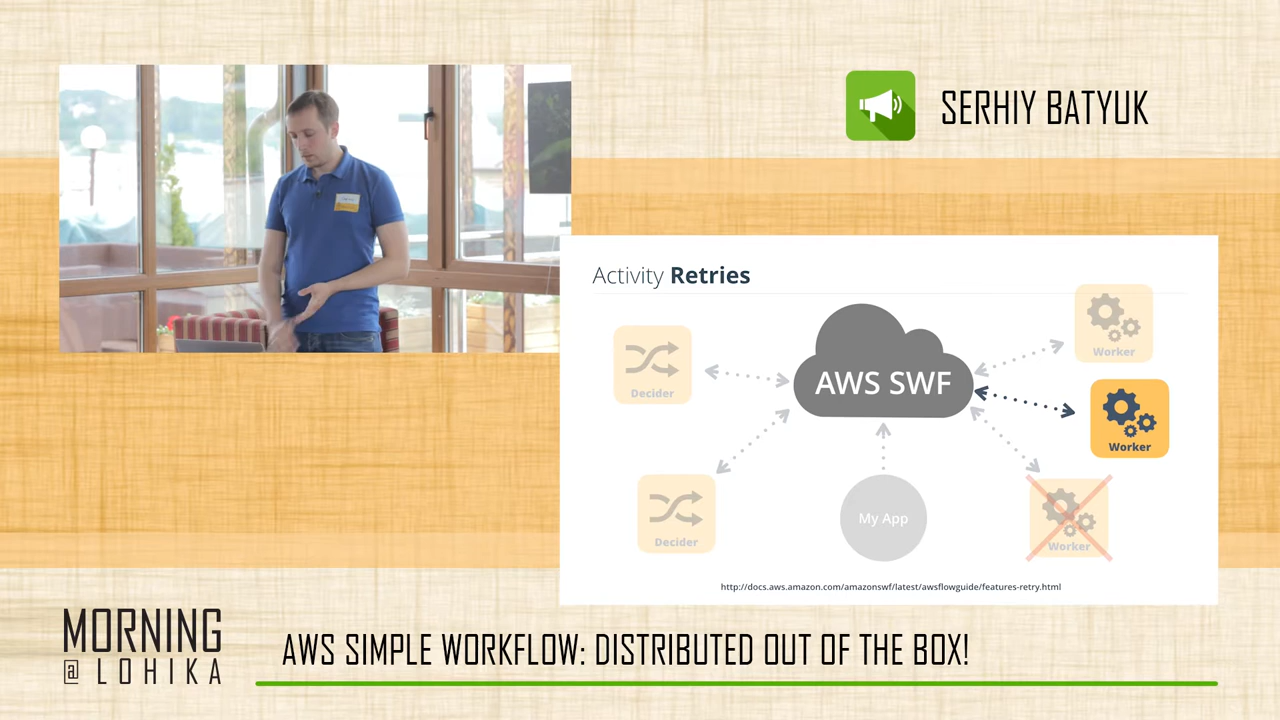 SERHIY BATYUK
Activity Retries
Worker
Decider
AWS SWF
Worker
Decider
My App
Worker
http://docs.aws.amazon.com/amazonswf/latest/awsflowguide/features-retry.html
MORNING
@ LOHIKA
AWS SIMPLE WORKFLOW: DISTRIBUTED OUT OF THE BOX!